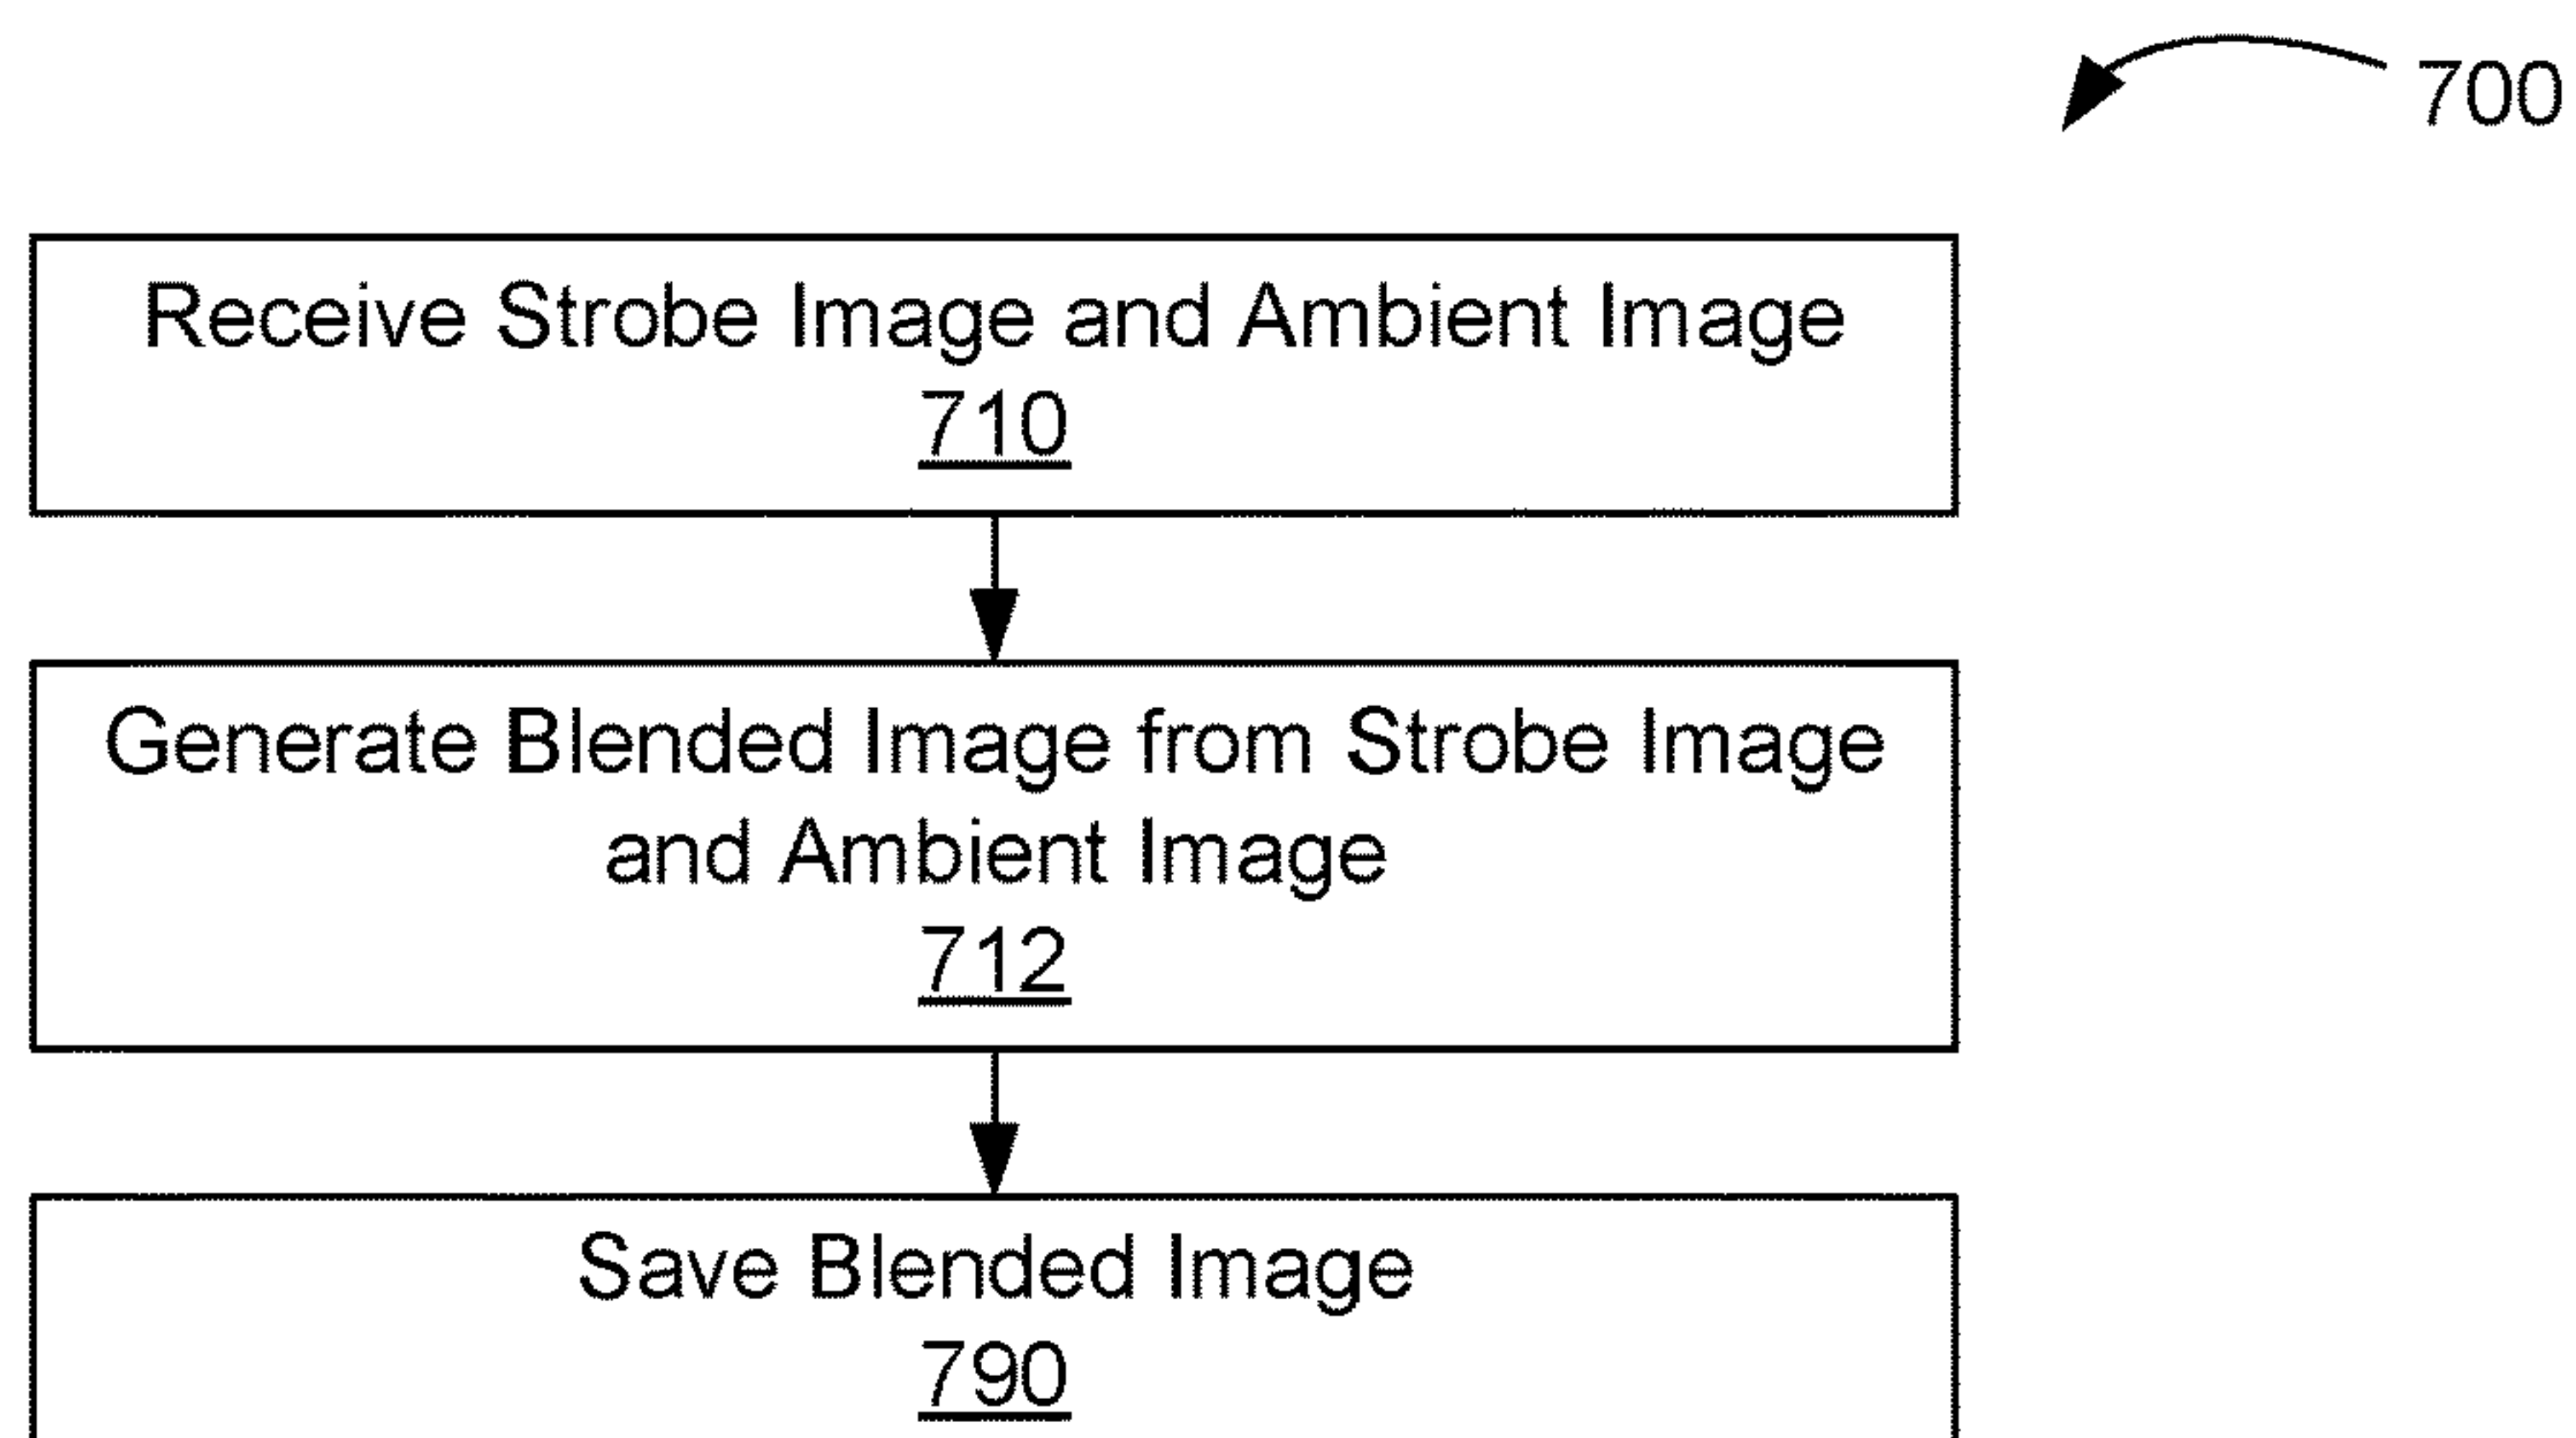 700
Receive Strobe Image and Ambient Image
710
Generate Blended Image from Strobe Image
and Ambient Image
712
Save Blended Image
790